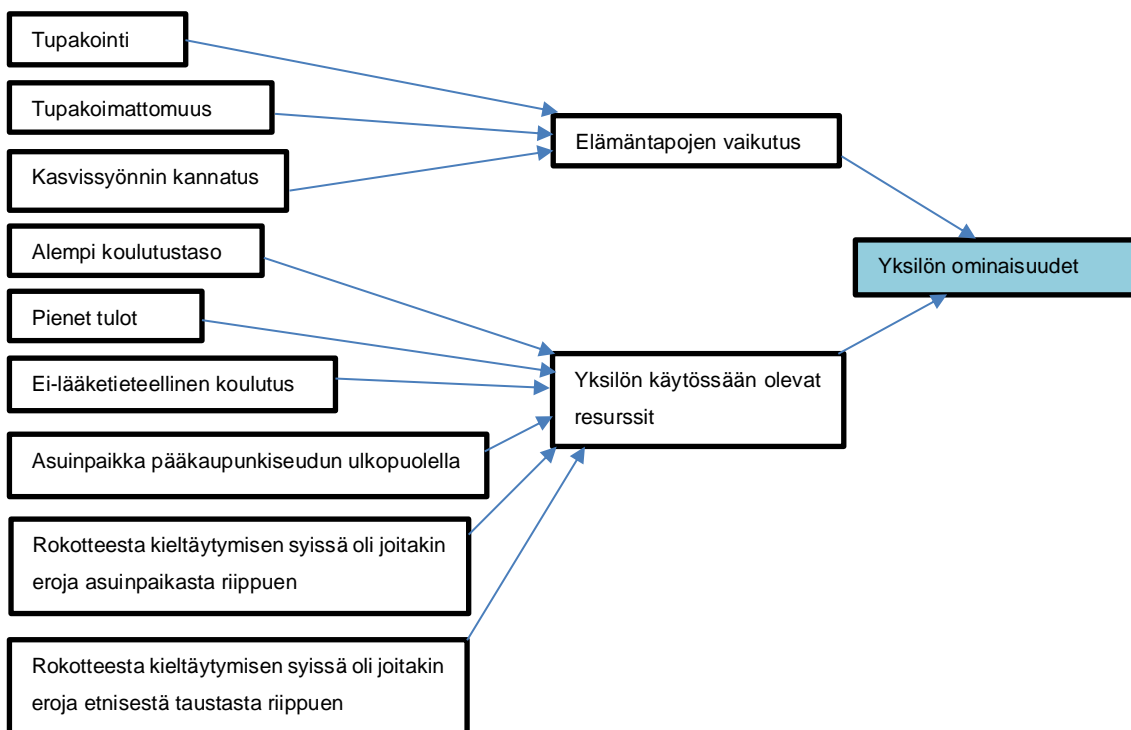 Tupakointi
Tupakoimattomuus
Kasvissyönnin kannatus
Alempi koulutustaso
Pienet tulot
Ei-lääketieteellinen koulutus
Asuinpaikka pääkaupunkiseudun ulkopuolella
Rokotteesta kieltäytymisen syissä oli joitakin
eroja asuinpaikasta riippuen
Rokotteesta kieltäytymisen syissä oli joitakin
eroja etnisestä taustasta riippuen
Elämäntapojen vaikutus
Yksilön käytössään olevat
resurssit
Yksilön ominaisuudet